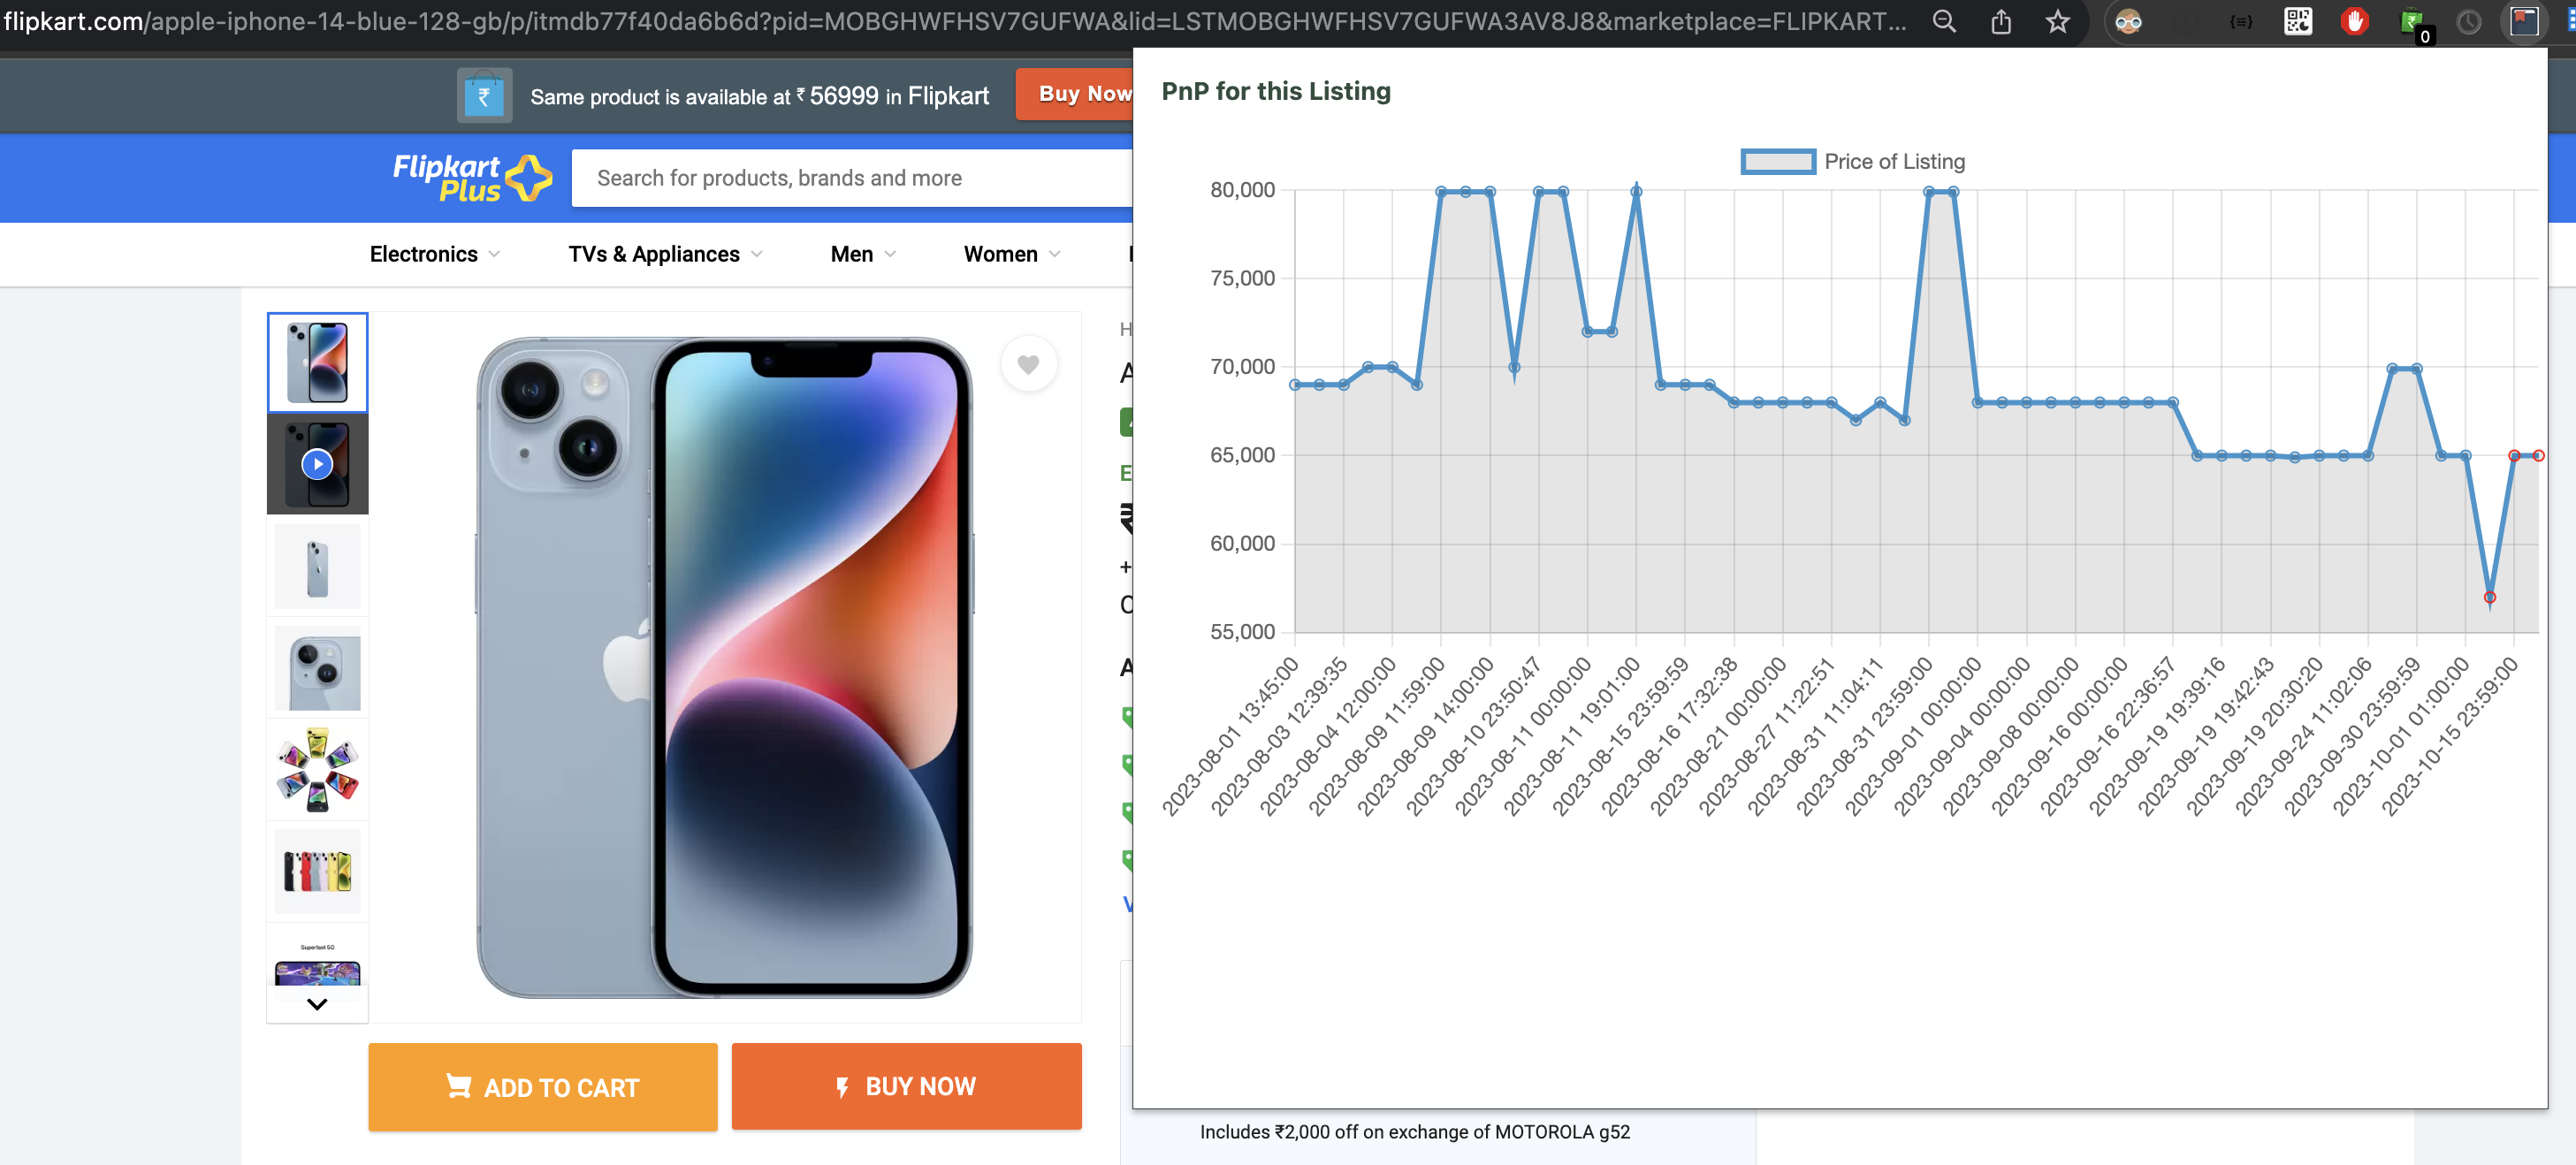 flipkart.com/apple-iphone-14-blue-128-gb/p/itmdb77f40da6b6d?pid=MOBGHWFHSV7GUFWA&lid=LSTMOBGHWFHSV7GUFWA3AV8J8&marketplace=FLIPKART...
0
Same product is available at ₹ 56999 in Flipkart
Buy Now
Flipkart
Plus
Search for products, brands and more
Electronics
TVs & Appliances
Men
Women
Superfast 5G
ADD TO CART
BUY NOW
PnP for this Listing
Price of Listing
80,000
75,000
70,000
65,000
60,000
55,000
2023-08-01 13:45:00
2023-08-03 12:39:35
2023-08-04 12:00:00
2023-08-09 11:59:00
2023-08-09 14:00:00
2023-08-10 23:50:47
2023-08-11 00:00:00
2023-08-11 19:01:00
2023-08-15 23:59:59
2023-08-16 17:32:38
2023-08-21 00:00:00
2023-08-27 11:22:51
2023-08-31 11:04:11
2023-08-31 23:59:00
2023-09-01 00:00:00
2023-09-04 00:00:00
2023-09-08 00:00:00
2023-09-16 00:00:00
2023-09-16 22:36:57
2023-09-19 19:39:16
2023-09-19 19:42:43
2023-09-19 20:30:20
2023-09-24 11:02:06
2023-09-30 23:59:59
2023-10-01 01:00:00
2023-10-15 23:59:00
Includes ₹2,000 off on exchange of MOTOROLA g52